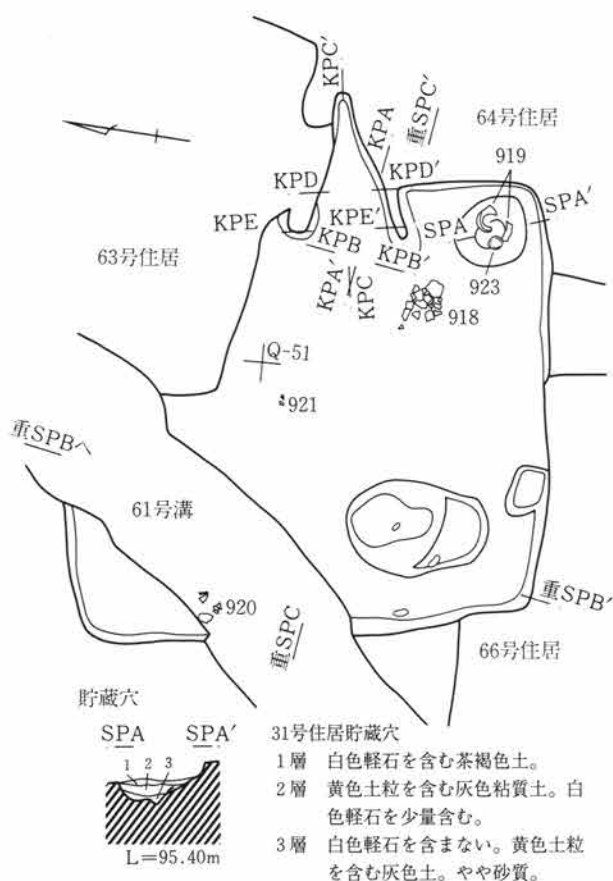 KPC′
KPA
重SPC′
64号住居
919
KPD
KPD′
SPA′
KPE
KPE′
SPA
KPB
KPB′
63号住居
KPA′
KPC
923
918
Q-51
921
重SPBへ
61号溝
920
重SPC
重SPB′
66号住居
貯蔵穴
SPA SPA′
1 2 3
L=95.40m
31号住居貯蔵穴
1層 白色軽石を含む茶褐色土。
2層 黄色土粒を含む灰色粘質土。白
色軽石を少量含む。
3層 白色軽石を含まない。黄色土粒
を含む灰色土。やや砂質。